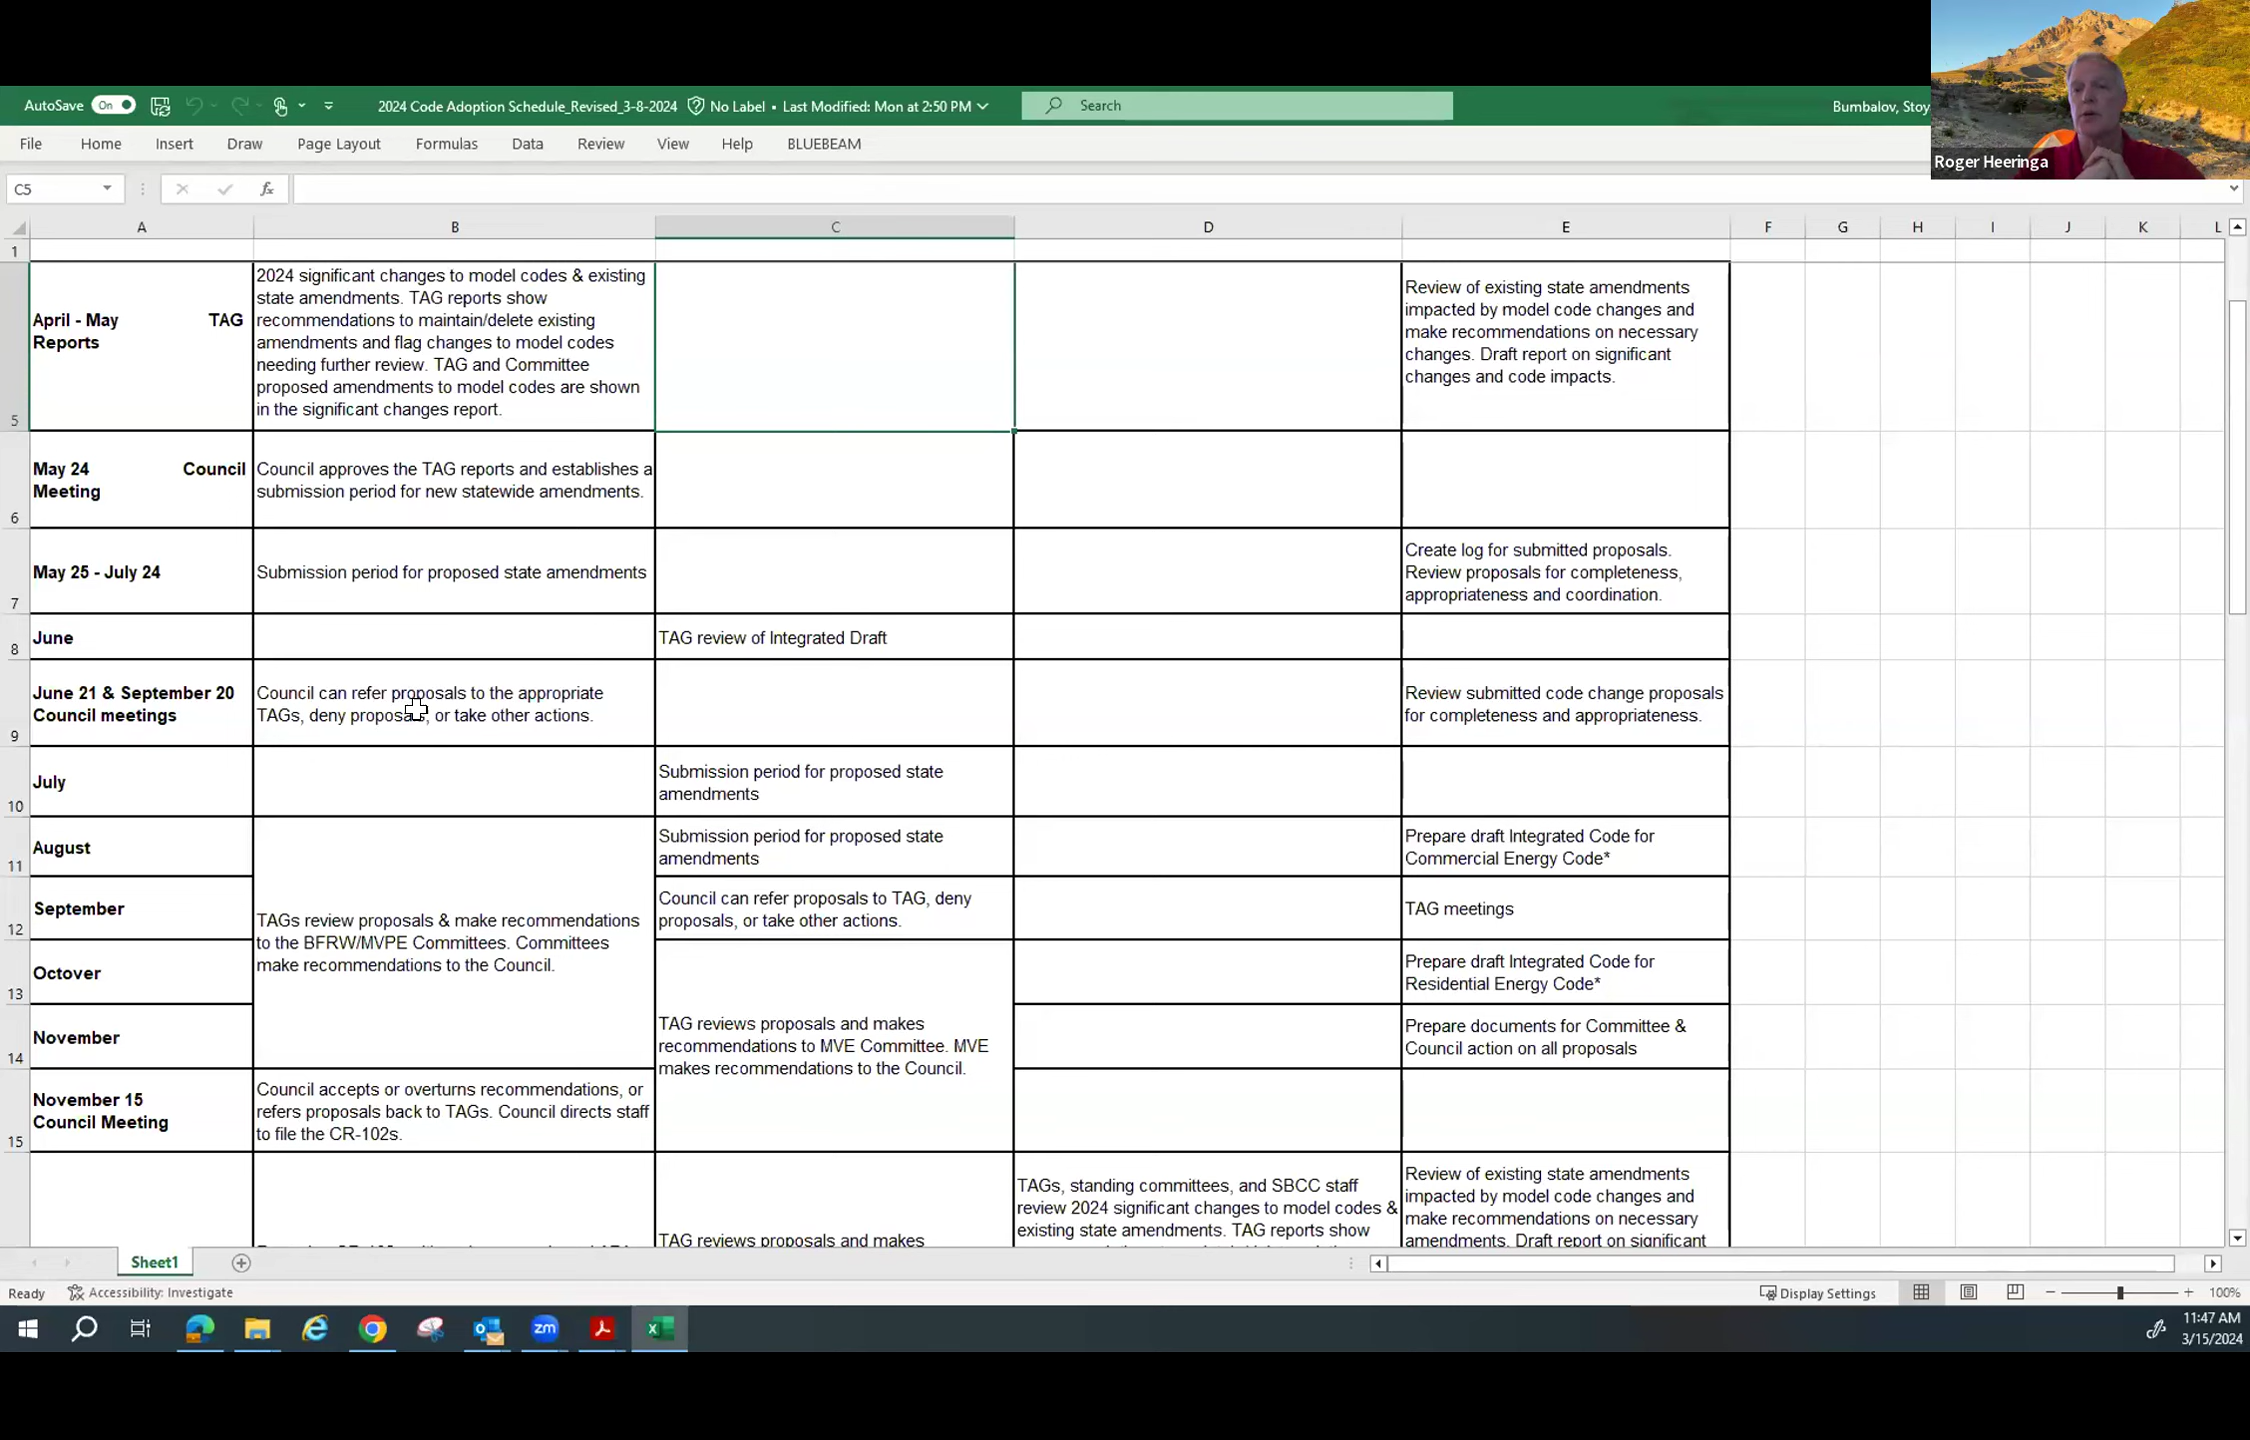 AutoSave On 2024 Code Adoption Schedule_Revised_3-8-2024 No Label • Last Modified: Mon at 2:50 PM Search Bumbalov, Stoy
Roger Heeringa
File Home Insert Draw Page Layout Formulas Data Review View Help BLUEBEAM
C5 fx
A B C D E F G H I J K L
1
April - May TAG
Reports
2024 significant changes to model codes & existing
state amendments. TAG reports show
recommendations to maintain/delete existing
amendments and flag changes to model codes
needing further review. TAG and Committee
proposed amendments to model codes are shown
in the significant changes report.
Review of existing state amendments
impacted by model code changes and
make recommendations on necessary
changes. Draft report on significant
changes and code impacts.
5
May 24 Council
Meeting
Council approves the TAG reports and establishes a
submission period for new statewide amendments.
6
May 25 - July 24
Submission period for proposed state amendments
Create log for submitted proposals.
Review proposals for completeness,
appropriateness and coordination.
7
June
TAG review of Integrated Draft
8
June 21 & September 20
Council meetings
Council can refer proposals to the appropriate
TAGs, deny proposals, or take other actions.
Review submitted code change proposals
for completeness and appropriateness.
9
July
Submission period for proposed state
amendments
10
August
Submission period for proposed state
amendments
Prepare draft Integrated Code for
Commercial Energy Code*
11
September
TAGs review proposals & make recommendations
to the BFRW/MVPE Committees. Committees
make recommendations to the Council.
Council can refer proposals to TAG, deny
proposals, or take other actions.
TAG meetings
12
Octover
Prepare draft Integrated Code for
Residential Energy Code*
13
November
TAG reviews proposals and makes
recommendations to MVE Committee. MVE
makes recommendations to the Council.
Prepare documents for Committee &
Council action on all proposals
14
November 15
Council Meeting
Council accepts or overturns recommendations, or
refers proposals back to TAGs. Council directs staff
to file the CR-102s.
15
TAG reviews proposals and makes
TAGs, standing committees, and SBCC staff
review 2024 significant changes to model codes &
existing state amendments. TAG reports show
Review of existing state amendments
impacted by model code changes and
make recommendations on necessary
amendments. Draft report on significant
Sheet1
Ready Accessibility: Investigate Display Settings 100%
zm
11:47 AM
3/15/2024